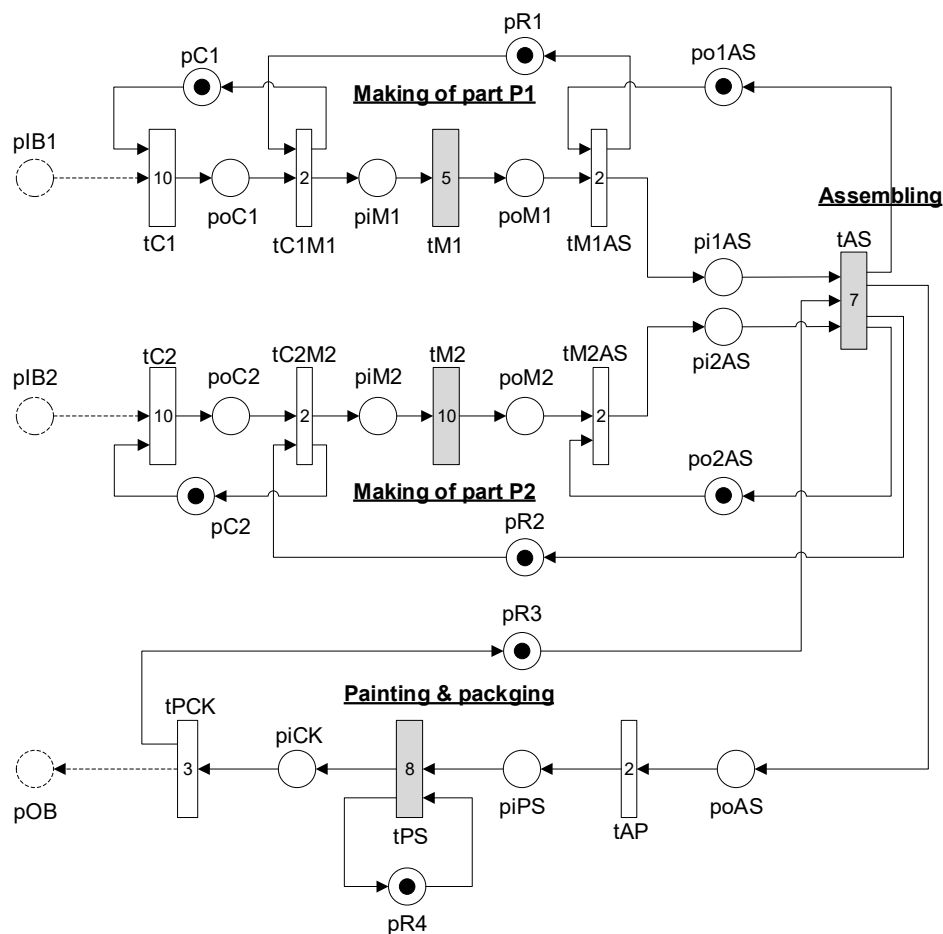 pR1
pC1
po1AS
Making of part P1
pIB1
10
2
5
2
poC1
piM1
poM1
Assembling
tC1
tC1M1
tM1
tM1AS
pi1AS
tAS
7
pi2AS
tC2
tC2M2
tM2
tM2AS
pIB2
poC2
piM2
poM2
10
2
10
2
po2AS
Making of part P2
pC2
pR2
pR3
Painting & packging
tPCK
piCK
3
8
piPS
2
poAS
pOB
tPS
tAP
pR4